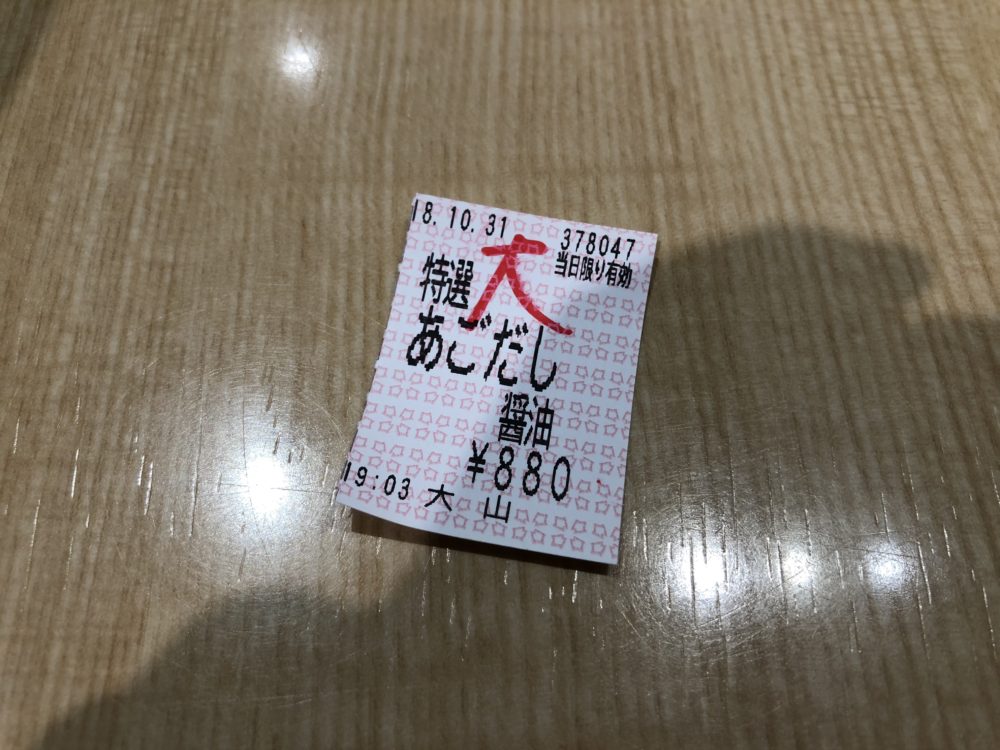 18.10.31 378047
当日限り有効
大
特選
あごだし
醤油
¥880
19:03 大山